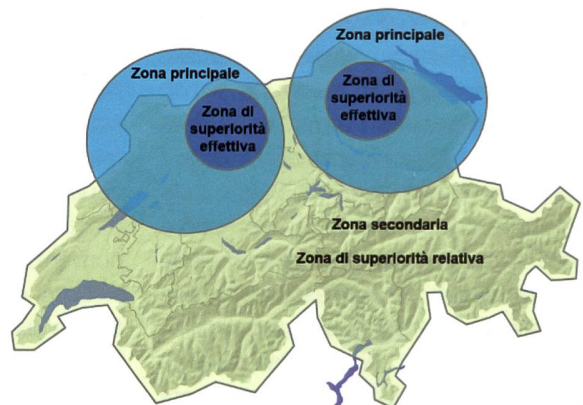 Zona principale
Zona principale
Zona di
superiorità
effettiva
Zona di
superiorità
effettiva
Zona secondaria
Zona di superiorità relativa